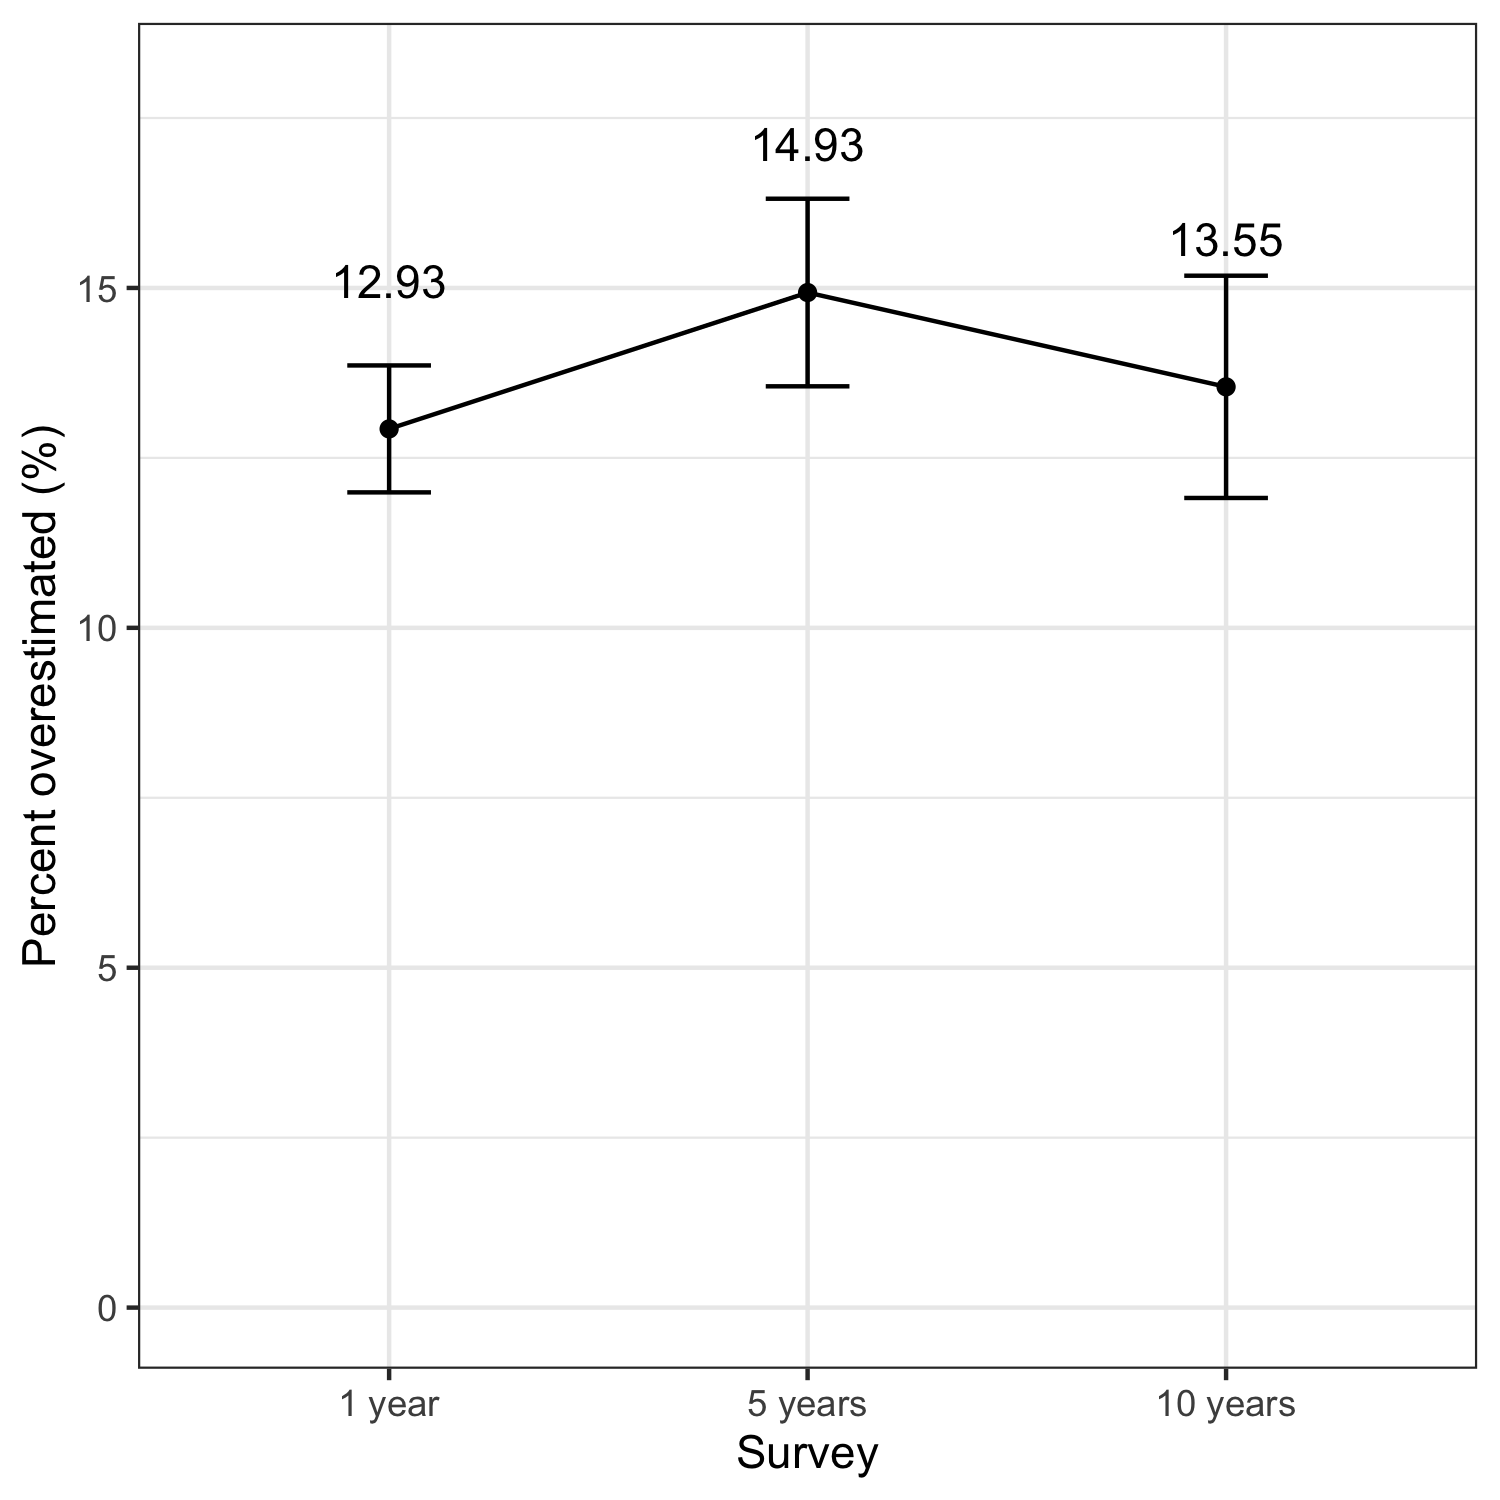 14.93
13.55
12.93
15
10
5
0
Percent overestimated (%)
1 year
5 years
10 years
Survey